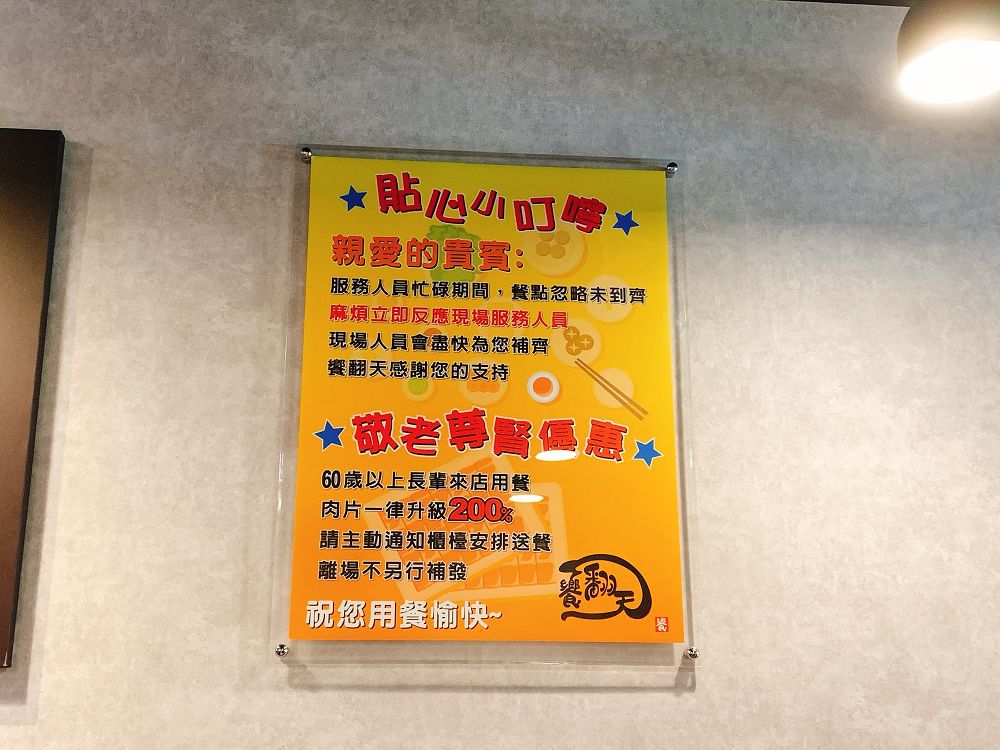 貼心小叮嚀
親愛的貴賓:
服務人員忙碌期間，餐點忽略未到齊
麻煩立即反應現場服務人員
現場人員會盡快為您補齊
饗翻天感謝您的支持
敬老尊腎優惠
60歲以上長輩來店用餐
肉片一律升級200%
請主動通知櫃檯安排送餐
離場不另行補發
饗翻天
祝您用餐愉快~
饗